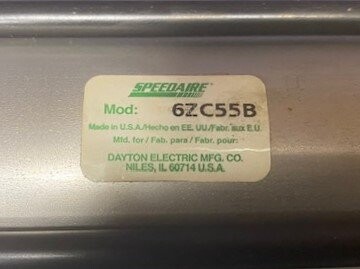 SPEEDAIRE
Mod: 6ZC55B
Made in U.S.A./Hecho en EE. UU./Fabr. aux E.U.
Mfd. for / Fab. para / Fabr. pour:
DAYTON ELECTRIC MFG. CO.
NILES, IL 60714 U.S.A.